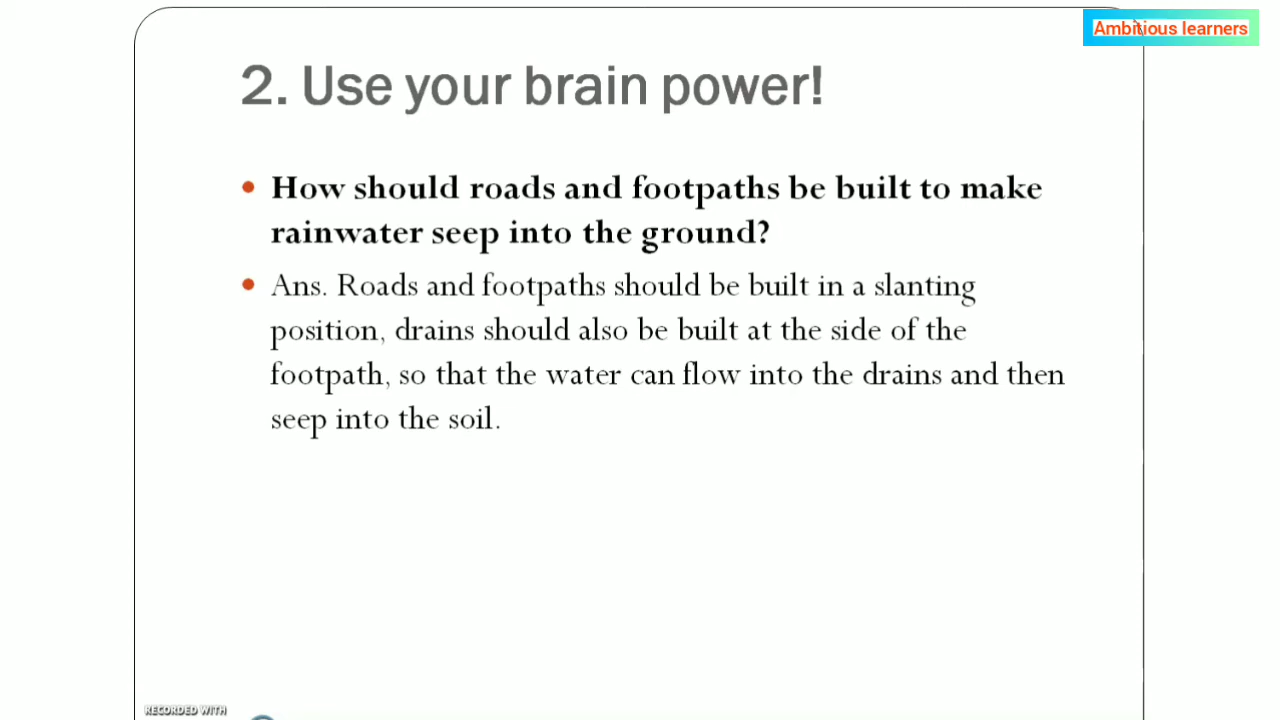 Ambitious learners
2. Use your brain power!
• How should roads and footpaths be built to make
rainwater seep into the ground?
• Ans. Roads and footpaths should be built in a slanting
position, drains should also be built at the side of the
footpath, so that the water can flow into the drains and then
seep into the soil.
RECORDED WITH